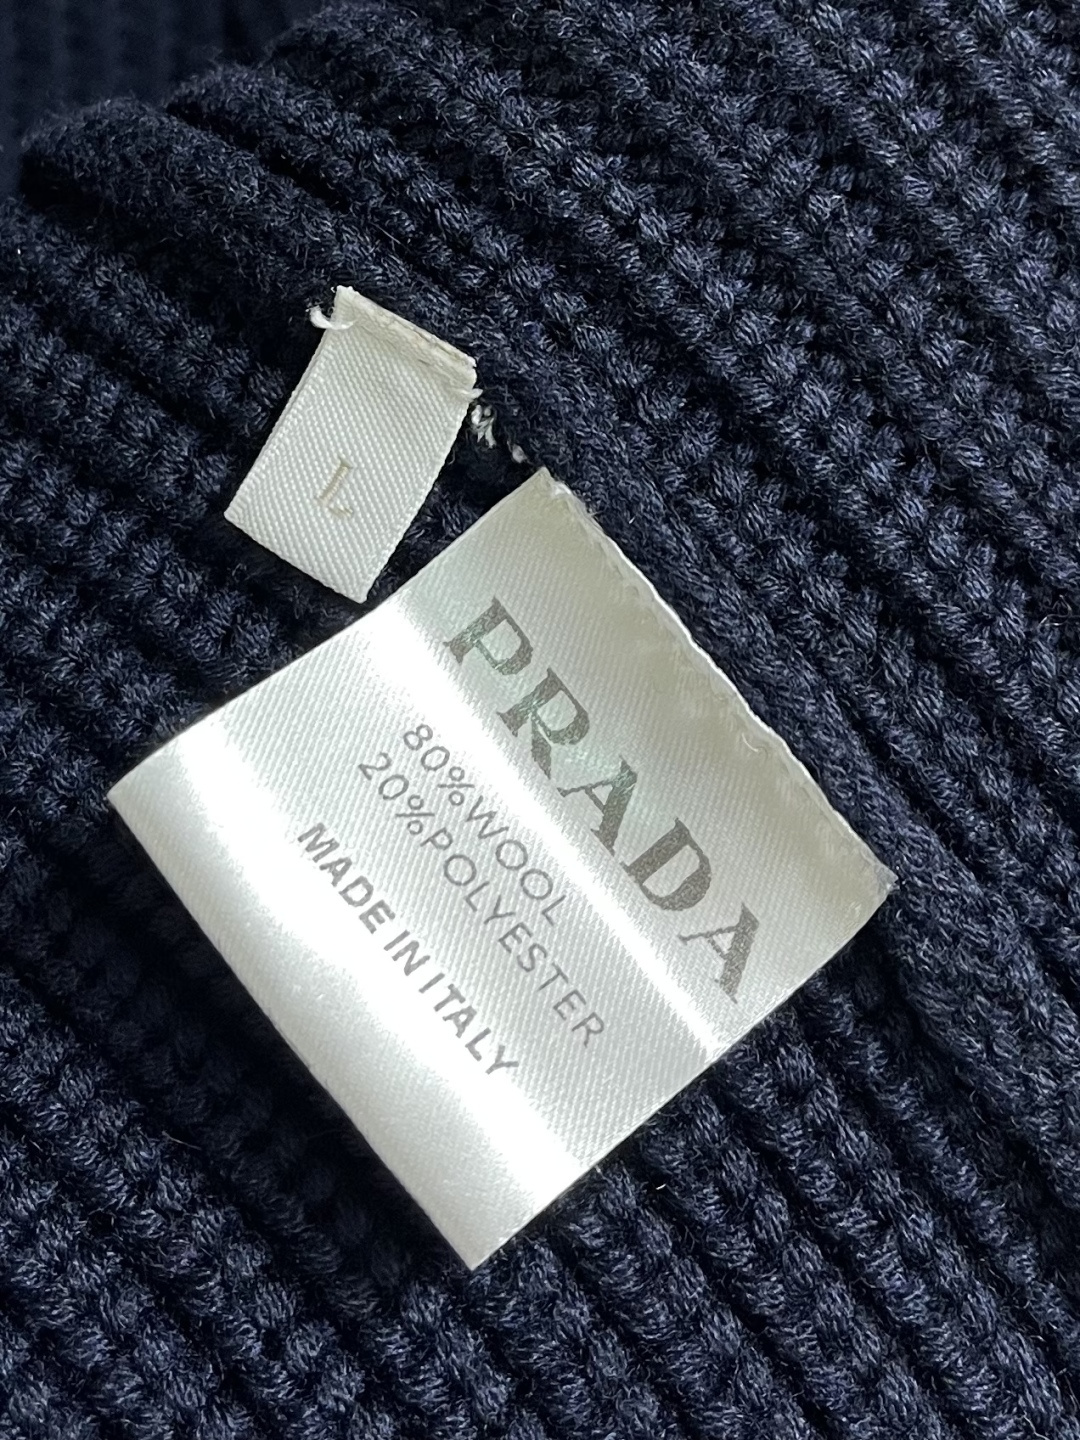 L
PRADA
80%WOOL
20%POLYESTER
MADE IN ITALY